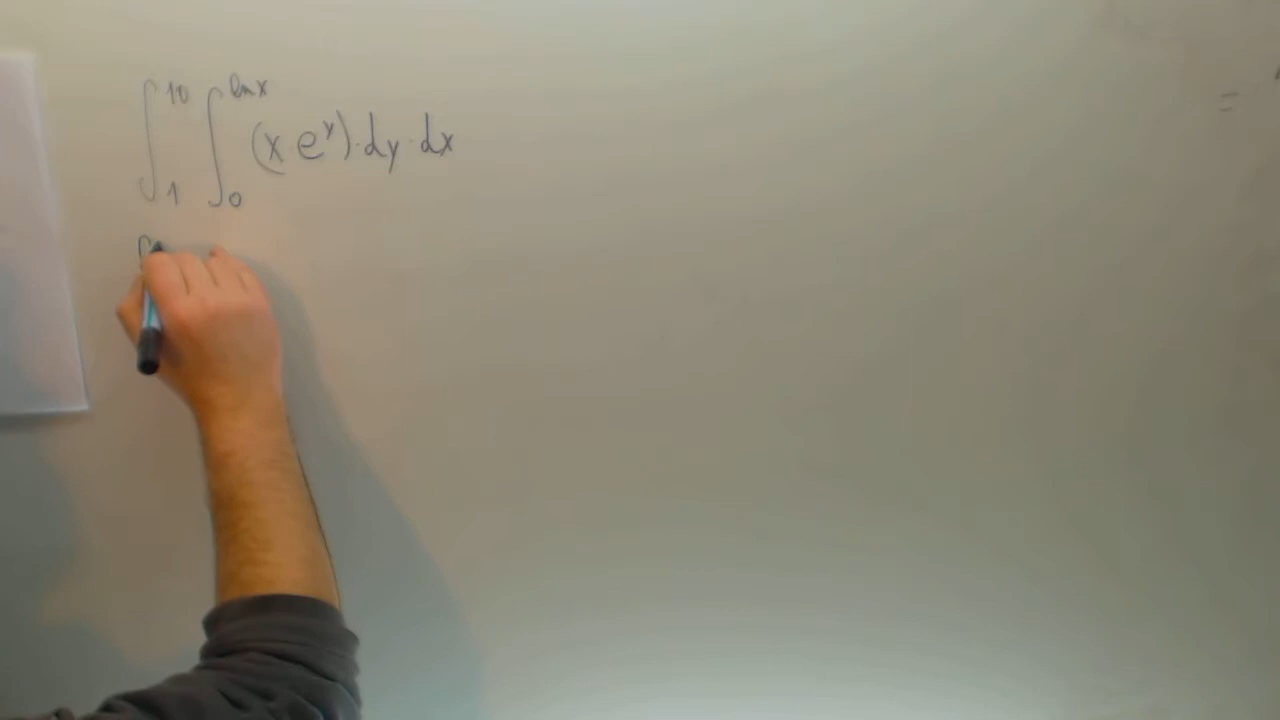 ∫₁¹⁰ ∫₀^{ln x} (x eʸ)·dy·dx =
∫